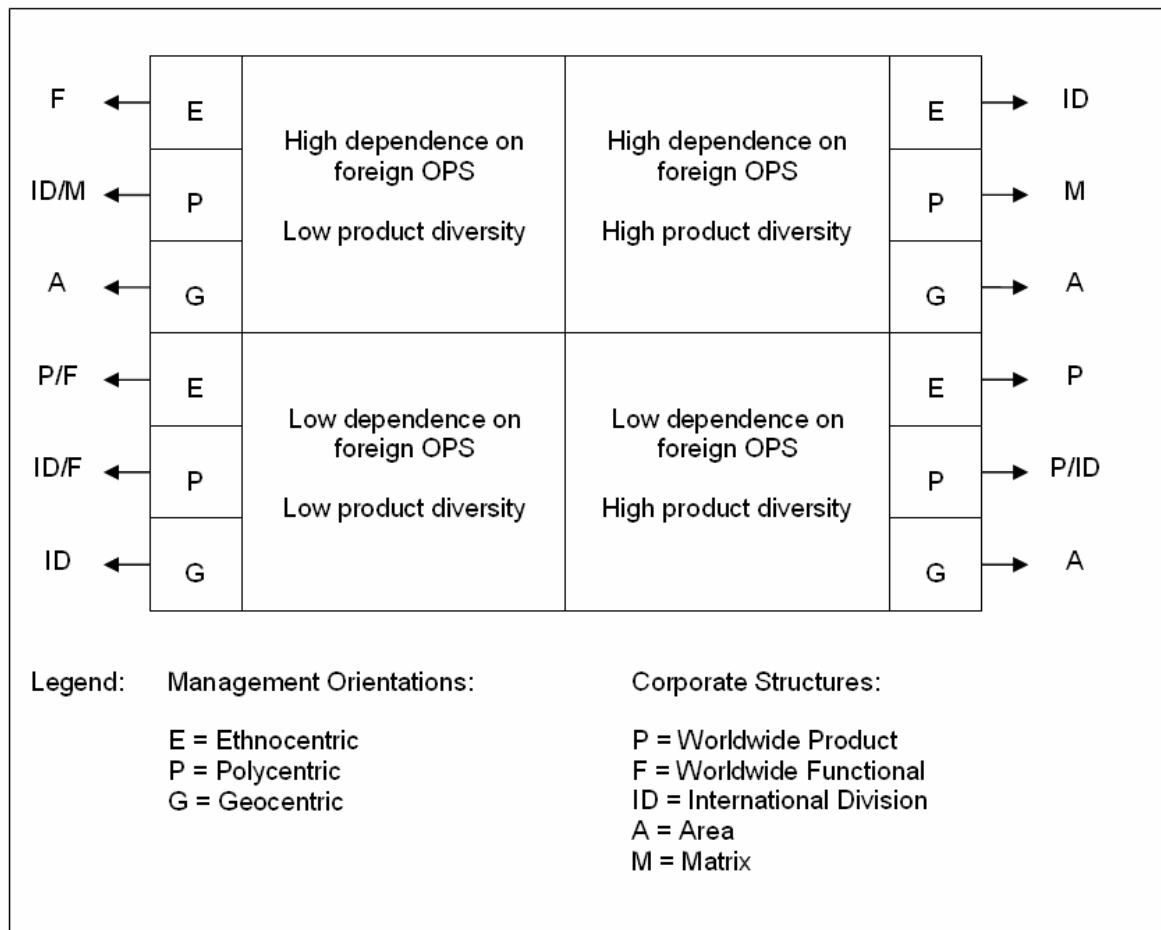 F E High dependence on foreign OPS High dependence on foreign OPS E ID
ID/M P Low product diversity High product diversity P M
A G G A
P/F E Low dependence on foreign OPS Low dependence on foreign OPS E P
ID/F P Low product diversity High product diversity P P/ID
ID G G A
Legend: Management Orientations: Corporate Structures:
E = Ethnocentric P = Worldwide Product
P = Polycentric F = Worldwide Functional
G = Geocentric ID = International Division
A = Area
M = Matrix